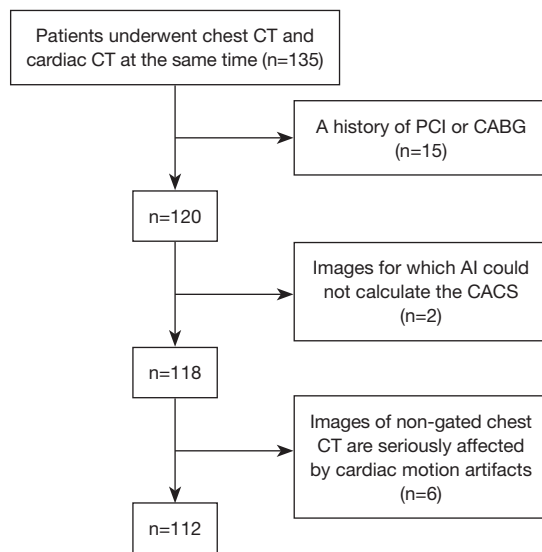 Patients underwent chest CT and
cardiac CT at the same time (n=135)
A history of PCI or CABG
(n=15)
n=120
Images for which AI could
not calculate the CACS
(n=2)
n=118
Images of non-gated chest
CT are seriously affected
by cardiac motion artifacts
(n=6)
n=112